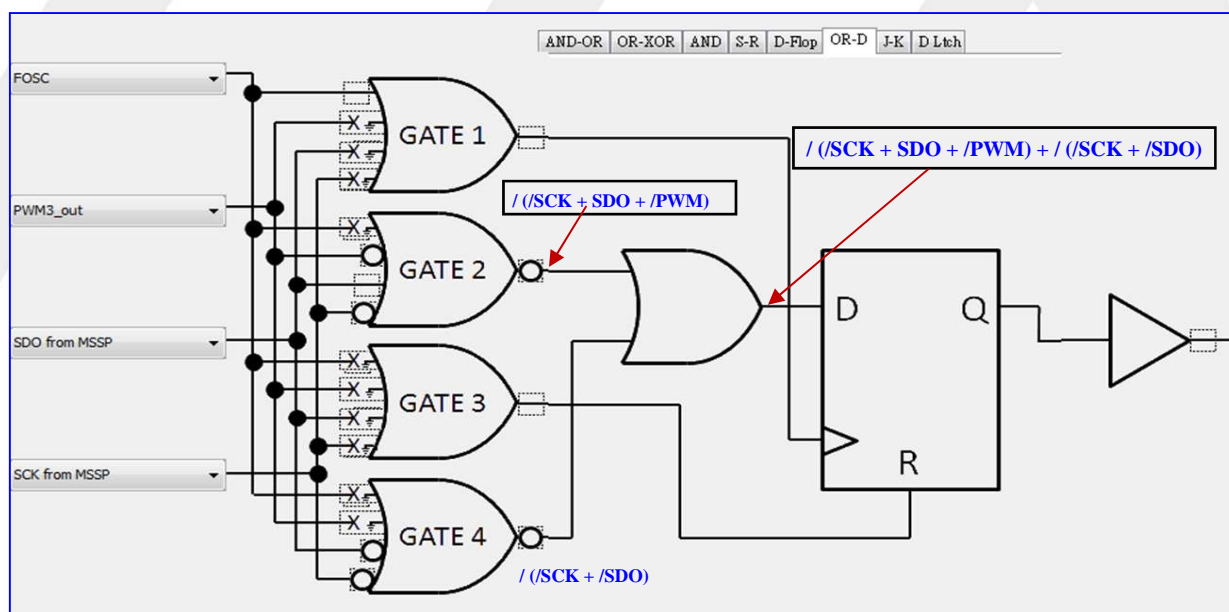 AND-OR OR-XOR AND S-R D-Flop OR-D J-K D Ltch
FOSC
GATE 1
/ (/SCK + SDO + /PWM) + / (/SCK + /SDO)
/ (/SCK + SDO + /PWM)
PWM3_out
GATE 2
D Q
SDO from MSSP
GATE 3
R
SCK from MSSP
GATE 4
/ (/SCK + /SDO)